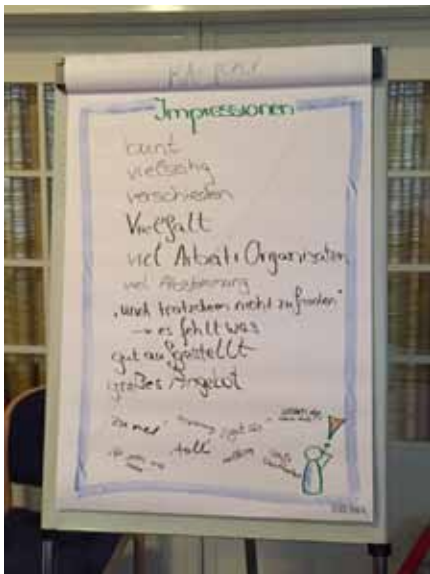 Impressionen
bunt
vielseitig
verschieden
Vielfalt
viel Arbeit + Organisation
viel Abstimmung
"und trotzdem nicht zufrieden"
→ es fehlt was
gut aufgestellt
großes Angebot
toll